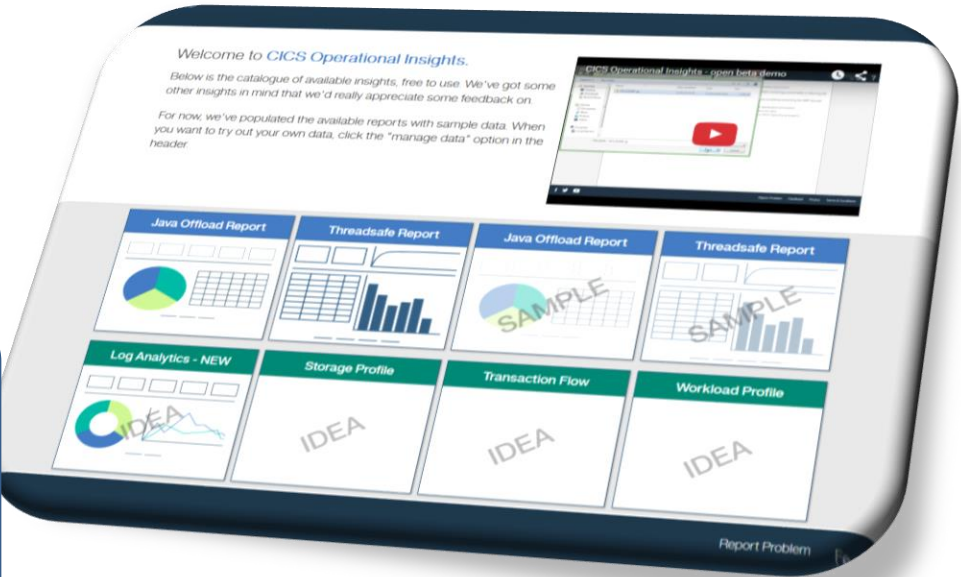 Welcome to CICS Operational Insights.
Below is the catalogue of available insights, free to use. We've got some
other insights in mind that we'd really appreciate some feedback on.
For now, we've populated the available reports with sample data. When
you want to try out your own data, click the "manage data" option in the
header
CICS Operational Insights - open beta demo
Java Offload Report
Threadsafe Report
Java Offload Report
SAMPLE
Threadsafe Report
SAMPLE
Log Analytics - NEW
IDEA
Storage Profile
IDEA
Transaction Flow
IDEA
Workload Profile
IDEA
Report Problem